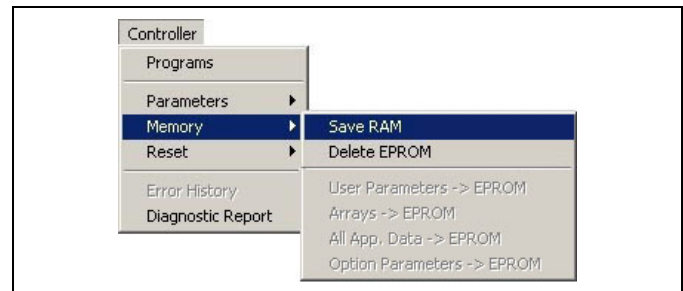 Controller
Programs
Parameters
Memory
Reset
Error History
Diagnostic Report
Save RAM
Delete EPROM
User Parameters -> EPROM
Arrays -> EPROM
All App. Data -> EPROM
Option Parameters -> EPROM